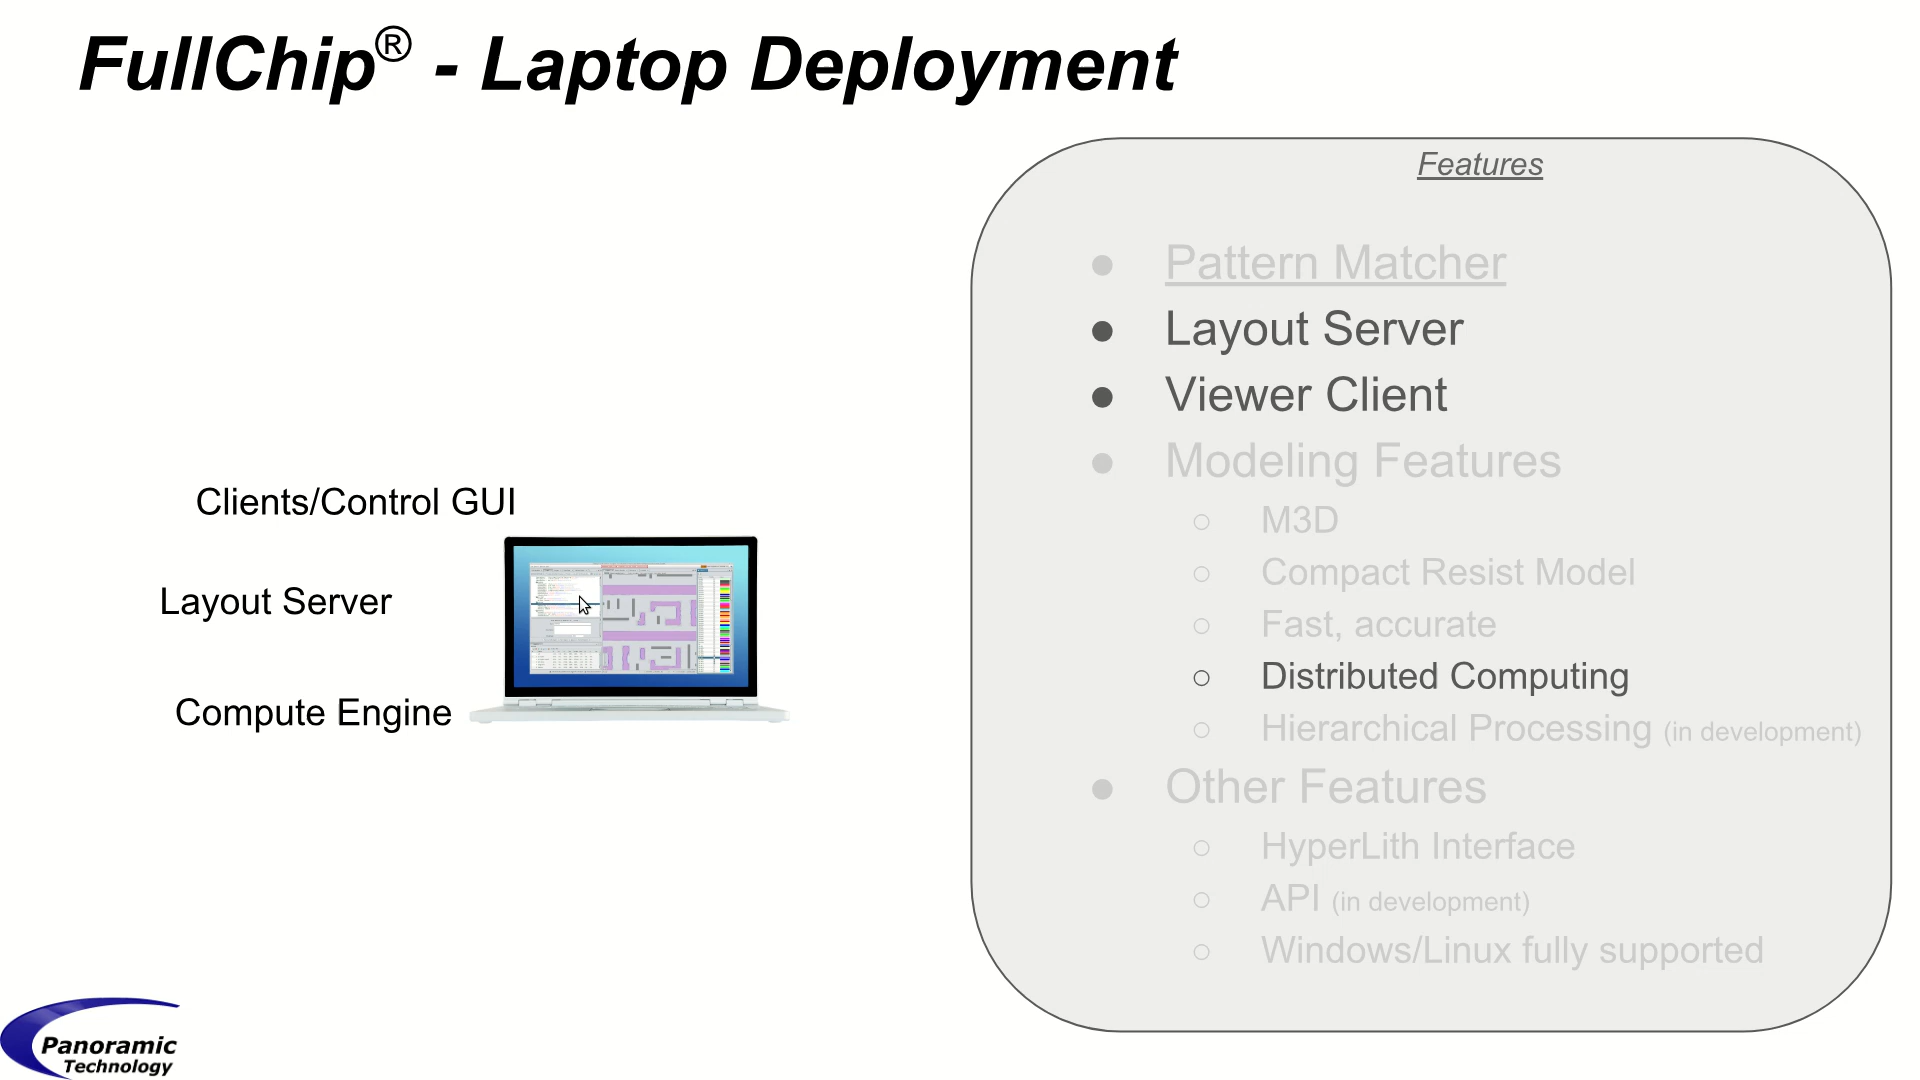 FullChip® - Laptop Deployment
Features
● Pattern Matcher
● Layout Server
● Viewer Client
● Modeling Features
○ M3D
○ Compact Resist Model
○ Fast, accurate
○ Distributed Computing
○ Hierarchical Processing (in development)
● Other Features
○ HyperLith Interface
○ API (in development)
○ Windows/Linux fully supported
Clients/Control GUI
Layout Server
Compute Engine
Panoramic
Technology